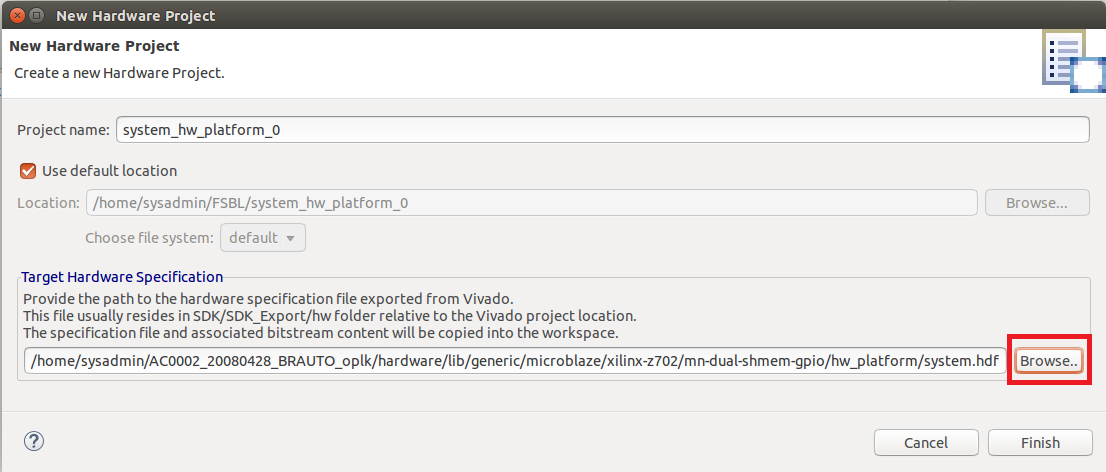 New Hardware Project
New Hardware Project
Create a new Hardware Project.
Project name: system_hw_platform_0
Use default location
Location: /home/sysadmin/FSBL/system_hw_platform_0 Browse...
Choose file system: default
Target Hardware Specification
Provide the path to the hardware specification file exported from Vivado.
This file usually resides in SDK/SDK_Export/hw folder relative to the Vivado project location.
The specification file and associated bitstream content will be copied into the workspace.
/home/sysadmin/AC0002_20080428_BRAUTO_oplk/hardware/lib/generic/microblaze/xilinx-z702/mn-dual-shmem-gpio/hw_platform/system.hdf Browse..
? Cancel Finish